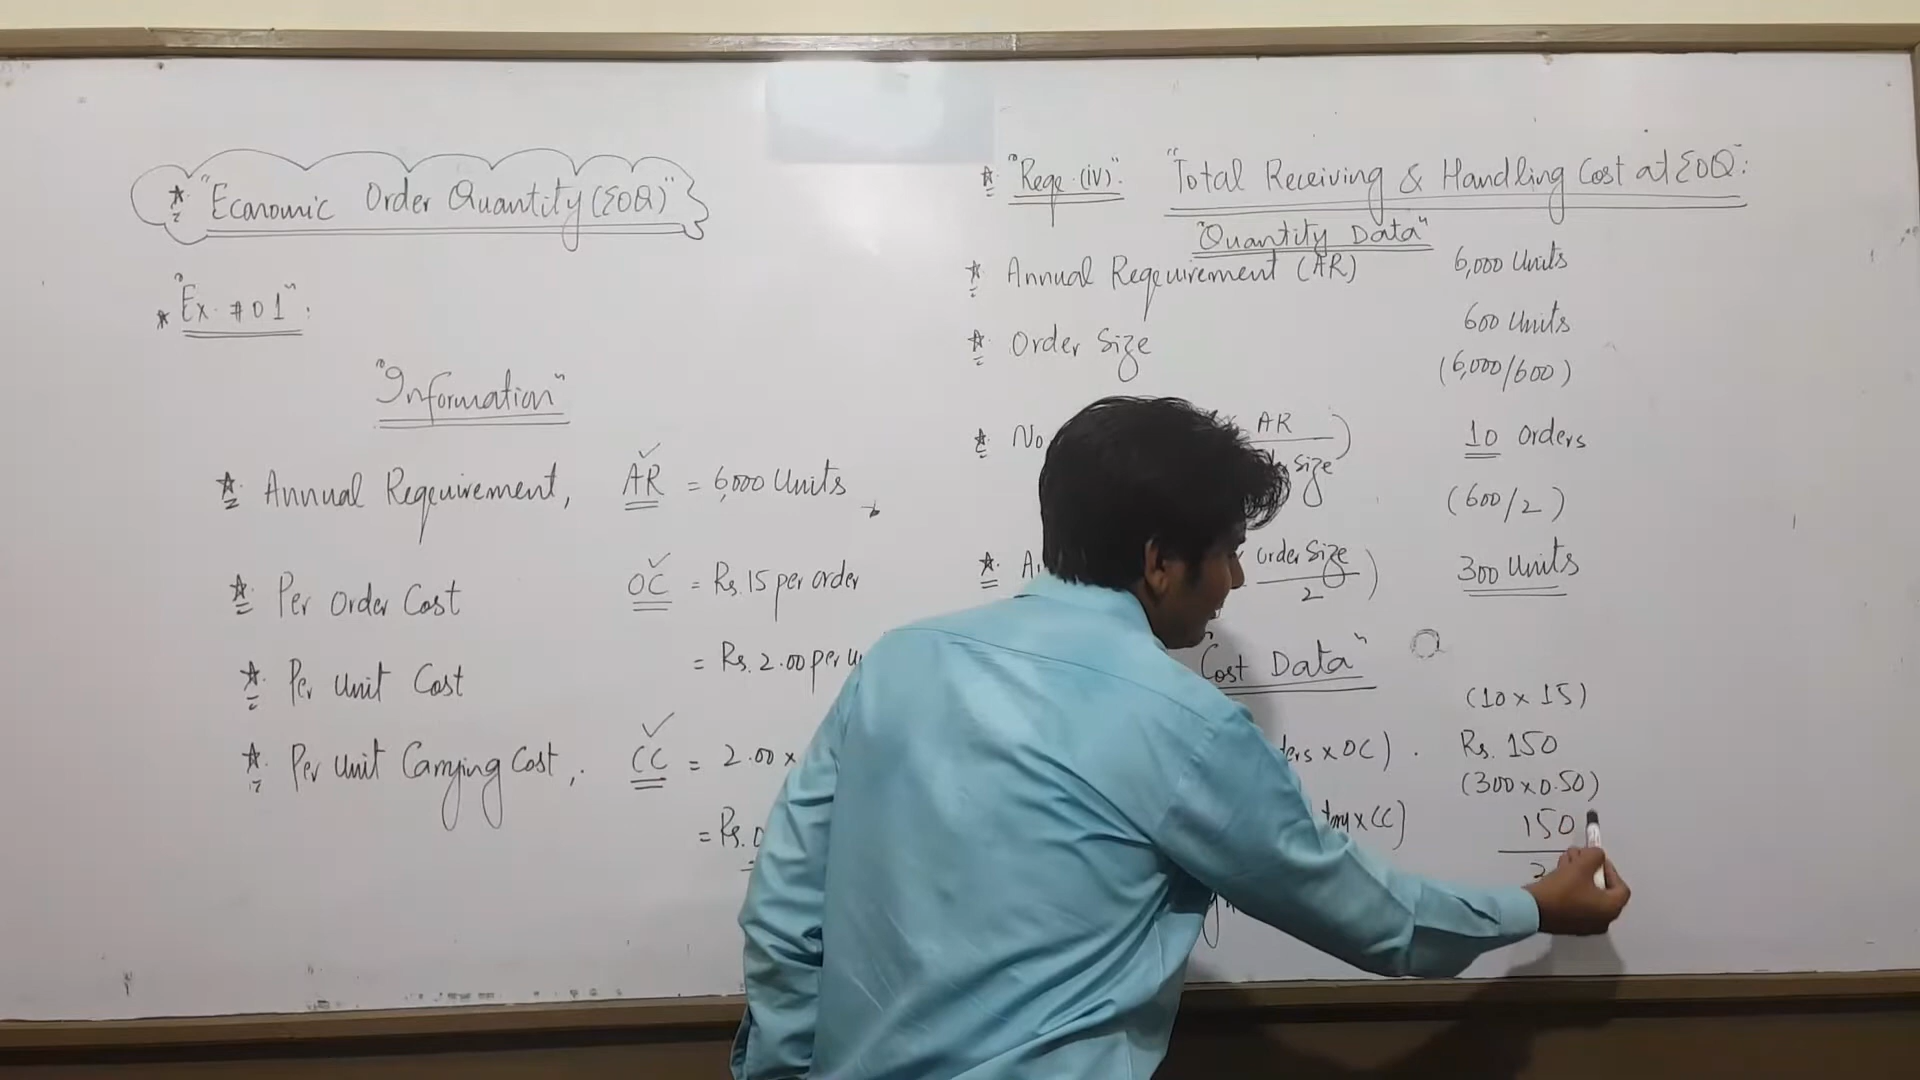 * "Economic Order Quantity (EOQ)"
* "Ex. #01":
"Information"
* Annual Requirement, AR = 6,000 Units
* Per Order Cost OC = Rs. 15 per order
* Per Unit Cost = Rs. 2.00 per
* Per Unit Carrying Cost, CC = 2.00 x
= Rs.
* "Reqe (iv)": "Total Receiving & Handling Cost at EOQ":
"Quantity Data"
* Annual Requirement (AR) 6,000 Units
* Order Size 600 Units
(6,000/600)
* No AR
size
10 Orders
(600/2)
* order size
2
300 Units
"Cost Data"
(10 x 15)
x OC) Rs. 150
(300 x 0.50)
x CC) 150